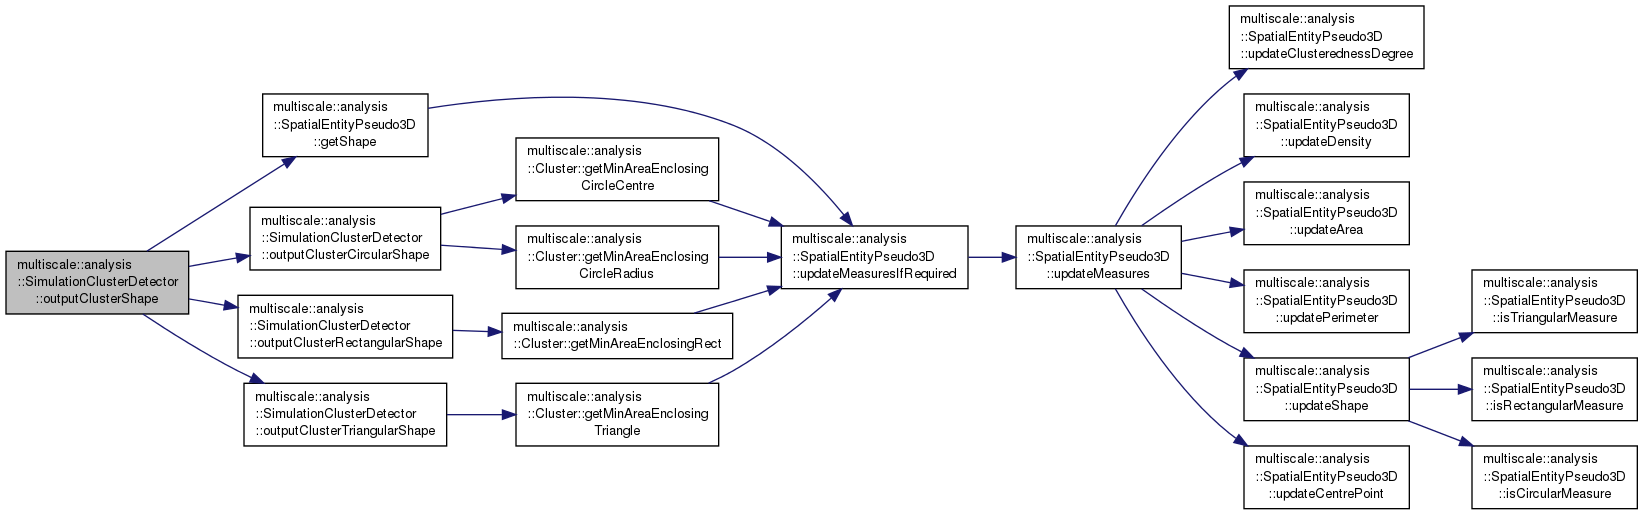 multiscale::analysis
::SimulationClusterDetector
::outputClusterShape
multiscale::analysis
::SpatialEntityPseudo3D
::getShape
multiscale::analysis
::SimulationClusterDetector
::outputClusterCircularShape
multiscale::analysis
::SimulationClusterDetector
::outputClusterRectangularShape
multiscale::analysis
::SimulationClusterDetector
::outputClusterTriangularShape
multiscale::analysis
::Cluster::getMinAreaEnclosing
CircleCentre
multiscale::analysis
::Cluster::getMinAreaEnclosing
CircleRadius
multiscale::analysis
::Cluster::getMinAreaEnclosingRect
multiscale::analysis
::Cluster::getMinAreaEnclosing
Triangle
multiscale::analysis
::SpatialEntityPseudo3D
::updateMeasuresIfRequired
multiscale::analysis
::SpatialEntityPseudo3D
::updateMeasures
multiscale::analysis
::SpatialEntityPseudo3D
::updateClusterednessDegree
multiscale::analysis
::SpatialEntityPseudo3D
::updateDensity
multiscale::analysis
::SpatialEntityPseudo3D
::updateArea
multiscale::analysis
::SpatialEntityPseudo3D
::updatePerimeter
multiscale::analysis
::SpatialEntityPseudo3D
::updateShape
multiscale::analysis
::SpatialEntityPseudo3D
::updateCentrePoint
multiscale::analysis
::SpatialEntityPseudo3D
::isTriangularMeasure
multiscale::analysis
::SpatialEntityPseudo3D
::isRectangularMeasure
multiscale::analysis
::SpatialEntityPseudo3D
::isCircularMeasure